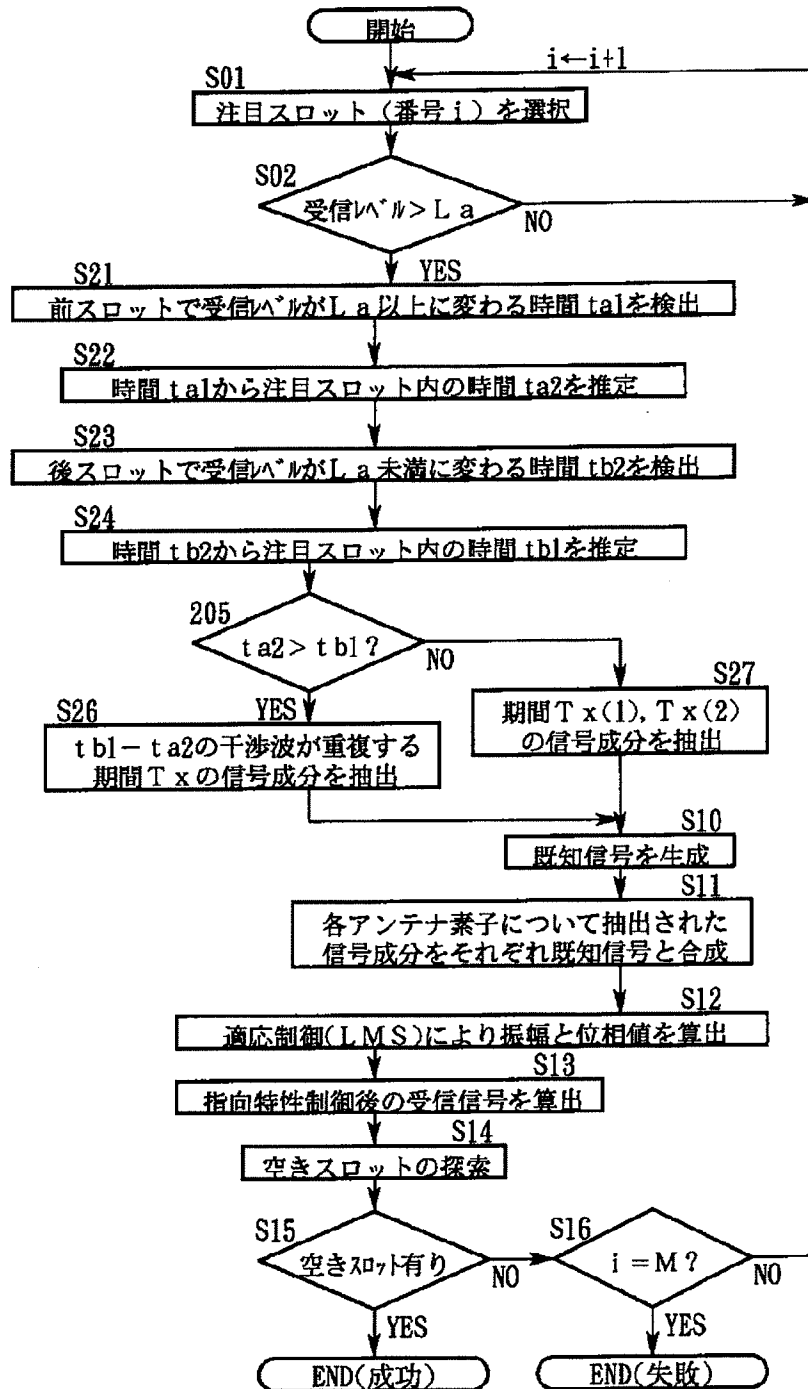 開始
i←i+1
S01
注目スロット（番号i）を選択
S02
受信ﾚﾍﾞﾙ＞La
NO
YES
S21
前スロットで受信ﾚﾍﾞﾙがLa以上に変わる時間ta1を検出
S22
時間ta1から注目スロット内の時間ta2を推定
S23
後スロットで受信ﾚﾍﾞﾙがLa未満に変わる時間tb2を検出
S24
時間tb2から注目スロット内の時間tb1を推定
205
ta2＞tb1?
NO
YES
S26
tb1−ta2の干渉波が重複する
期間Txの信号成分を抽出
S27
期間Tx(1),Tx(2)
の信号成分を抽出
S10
既知信号を生成
S11
各アンテナ素子について抽出された
信号成分をそれぞれ既知信号と合成
S12
適応制御(LMS)により振幅と位相値を算出
S13
指向特性制御後の受信信号を算出
S14
空きスロットの探索
S15
空きｽﾛｯﾄ有り
NO
YES
S16
i=M?
NO
YES
END(成功)
END(失敗)